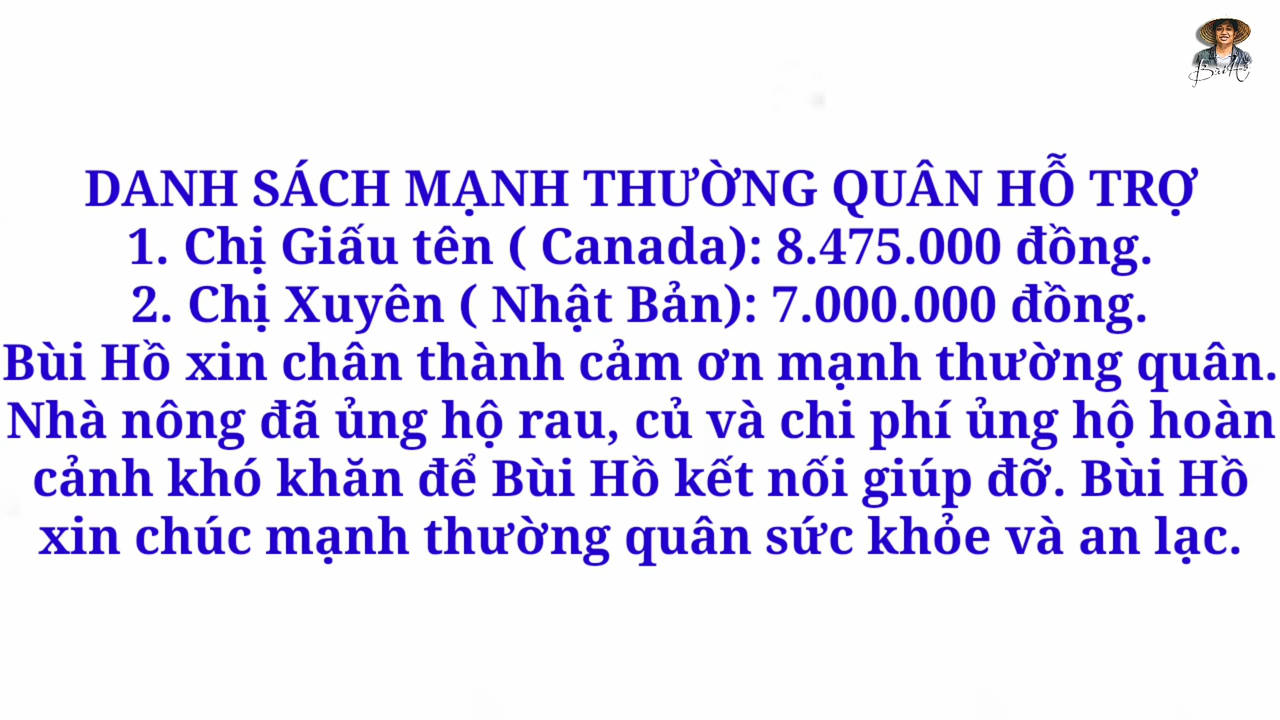 Bùi Hồ
DANH SÁCH MẠNH THƯỜNG QUÂN HỖ TRỢ
1. Chị Giấu tên ( Canada): 8.475.000 đồng.
2. Chị Xuyên ( Nhật Bản): 7.000.000 đồng.
Bùi Hồ xin chân thành cảm ơn mạnh thường quân.
Nhà nông đã ủng hộ rau, củ và chi phí ủng hộ hoàn
cảnh khó khăn để Bùi Hồ kết nối giúp đỡ. Bùi Hồ
xin chúc mạnh thường quân sức khỏe và an lạc.